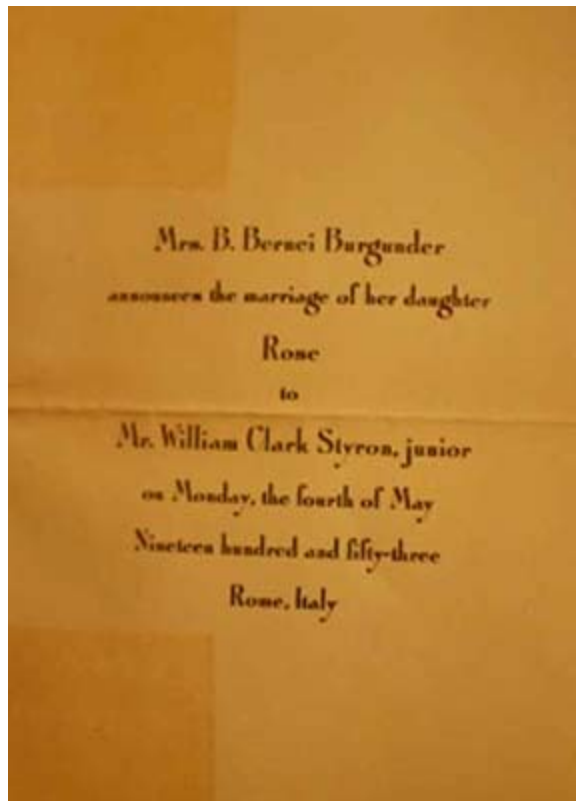 Mrs. B. Bernei Burgunder
announces the marriage of her daughter
Rose
to
Mr. William Clark Styron, junior
on Monday, the fourth of May
Nineteen hundred and fifty-three
Rome, Italy